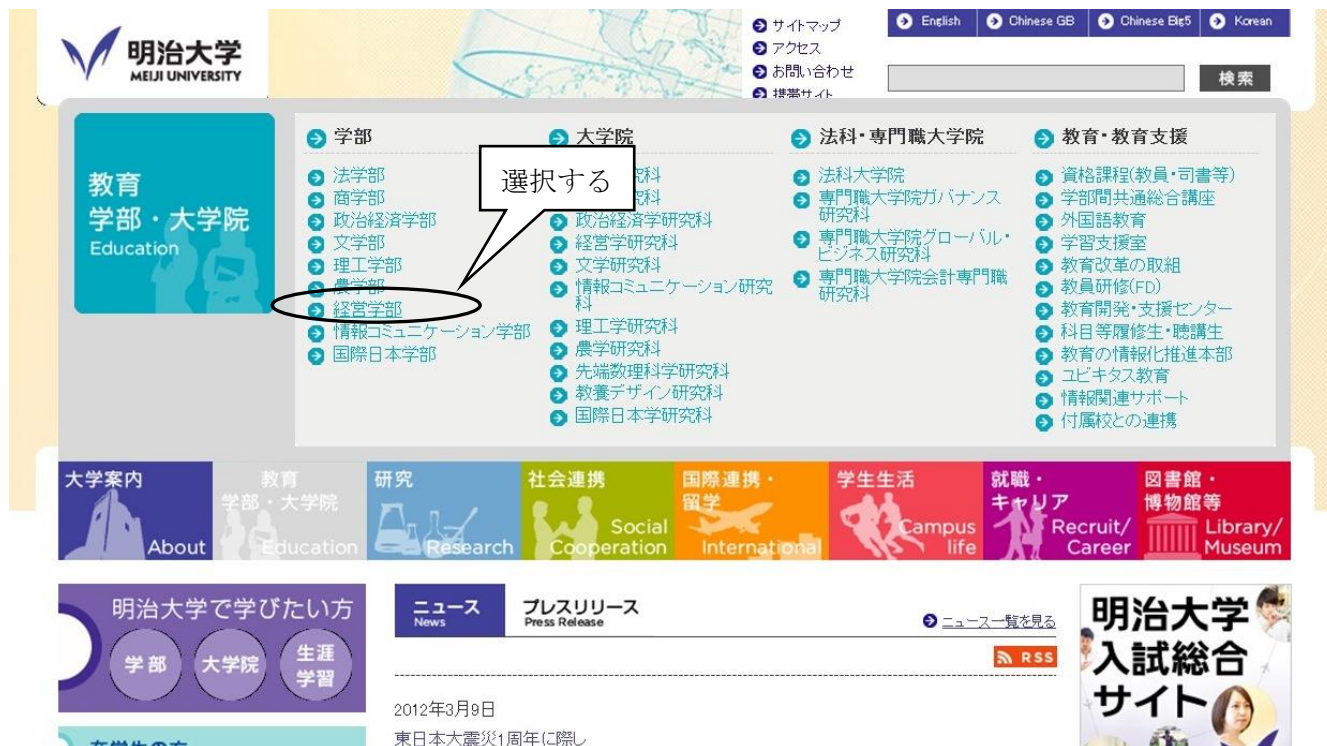 明治大学
MEIJI UNIVERSITY
サイトマップ
アクセス
お問い合わせ
携帯サイト
English
Chinese GB
Chinese Big5
Korean
検索
教育
学部・大学院
Education
学部
法学部
商学部
政治経済学部
文学部
理工学部
農学部
経営学部
情報コミュニケーション学部
国際日本学部
選択する
大学院
究科
究科
政治経済学研究科
経営学研究科
文学研究科
情報コミュニケーション研究
科
理工学研究科
農学研究科
先端数理科学研究科
教養デザイン研究科
国際日本学研究科
法科・専門職大学院
法科大学院
専門職大学院ガバナンス
研究科
専門職大学院グローバル・
ビジネス研究科
専門職大学院会計専門職
研究科
教育・教育支援
資格課程(教員・司書等)
学部間共通総合講座
外国語教育
学習支援室
教育改革の取組
教員研修(FD)
教育開発・支援センター
科目等履修生・聴講生
教育の情報化推進本部
ユビキタス教育
情報関連サポート
付属校との連携
大学案内
About
教育
学部・大学院
Education
研究
Research
社会連携
Social
Cooperation
国際連携・
留学
International
学生生活
Campus
life
就職・
キャリア
Recruit/
Career
図書館・
博物館等
Library/
Museum
明治大学で学びたい方
学部
大学院
生涯
学習
ニュース
News
プレスリリース
Press Release
ニュース一覧を見る
RSS
2012年3月9日
東日本大震災1周年に際し
明治大学
入試総合
サイト
在学生の方